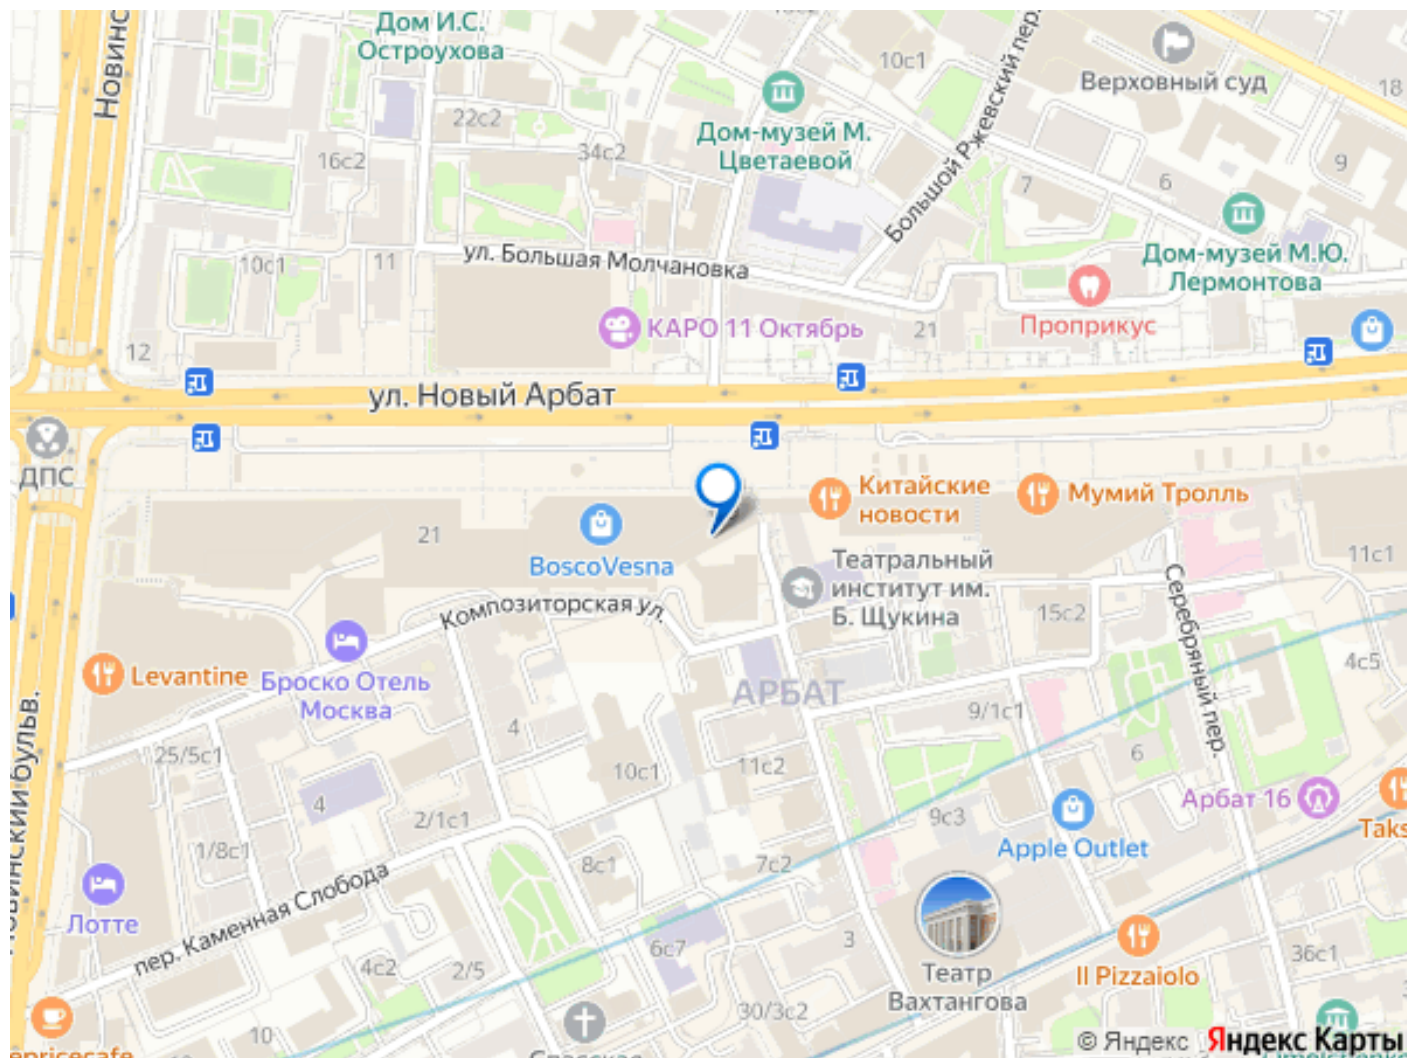 Дом И.С.
Остроухова
10с1
Верховный суд
18
Новинс
22с2
16с2
34с2
Дом-музей М.
Цветаевой
Большой Ржевский пер.
7
6
9
Дом-музей М.Ю.
Лермонтова
ул. Большая Молчановка
10с1
11
Проприкус
КАРО 11 Октябрь
21
12
ул. Новый Арбат
ДПС
Китайские
новости
Мумий Тролль
21
BoscoVesna
Театральный
институт им.
Б. Щукина
11с1
Композиторская ул.
15с2
Серебряный пер.
Levantine
Броско Отель
Москва
АРБАТ
4с5
9/1с1
4
25/5с1
10с1
11с2
6
4
2/1с1
Арбат 16
9с3
Apple Outlet
Taks
1/8с1
8с1
7с2
Новинский бульв.
Лотте
пер. Каменная Слобода
6с7
3
4с2
2/5
Театр
Вахтангова
Il Pizzaiolo
36с1
30/3с2
10
epricecafe
Спасская
© Яндекс Яндекс Карты